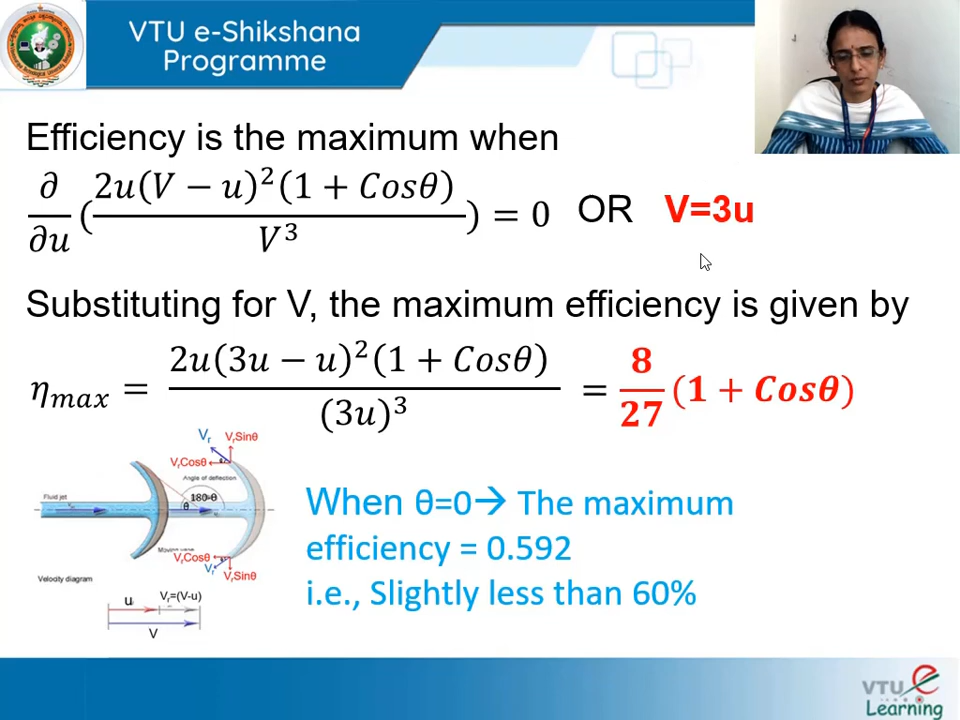 VTU e-Shikshana
Programme
Efficiency is the maximum when
∂/∂u (2u(V − u)²(1 + Cosθ)/V³) = 0 OR V=3u
Substituting for V, the maximum efficiency is given by
η_max = 2u(3u − u)²(1 + Cosθ)/(3u)³ = 8/27 (1 + Cosθ)
Vr VrSinθ
VrCosθ
Angle of deflection
Fluid jet
180-θ
θ
VrCosθ
Vr VrSinθ
Velocity diagram
u Vr=(V-u)
V
When θ=0→ The maximum
efficiency = 0.592
i.e., Slightly less than 60%
VTU
Learning